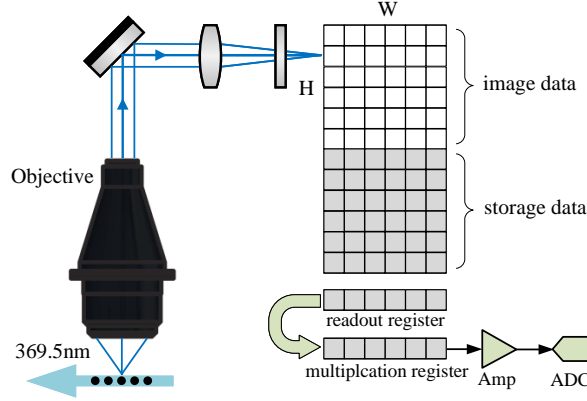 W
H
image data
Objective
storage data
readout register
369.5nm
multiplcation register
Amp
ADC